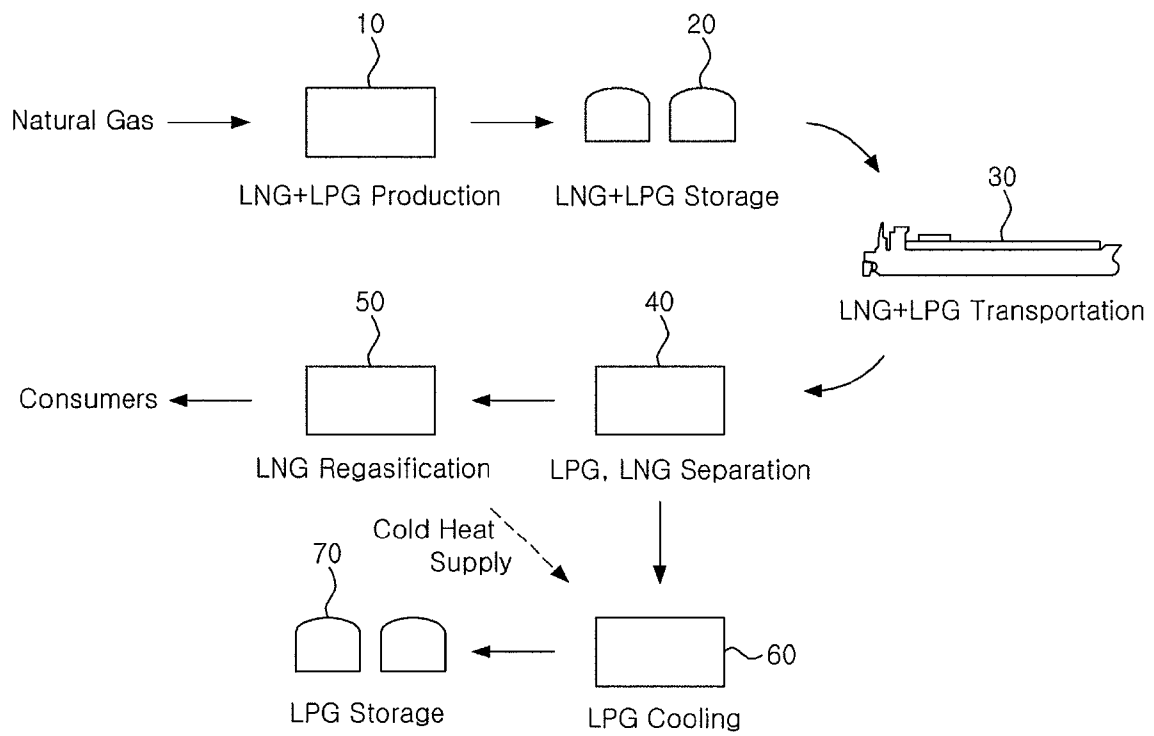 10
20
Natural Gas
LNG+LPG Production
LNG+LPG Storage
30
LNG+LPG Transportation
50
40
Consumers
LNG Regasification
LPG, LNG Separation
Cold Heat
Supply
70
60
LPG Storage
LPG Cooling